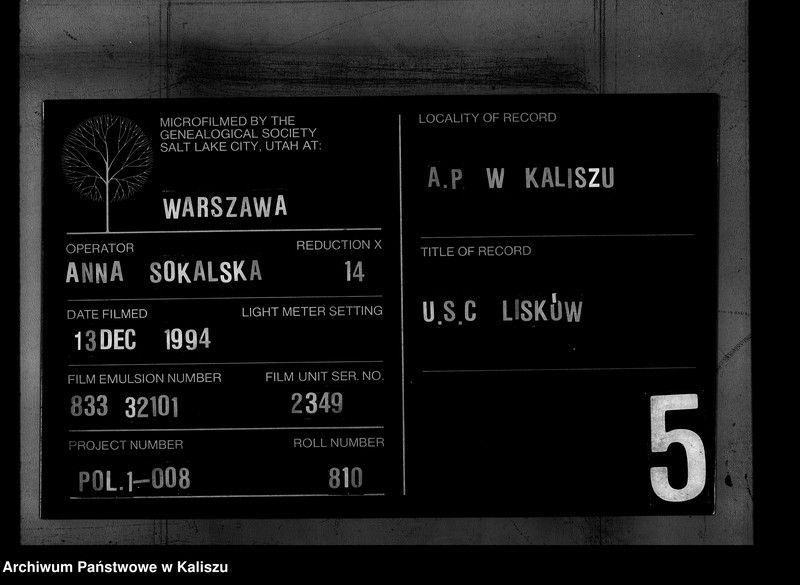 MICROFILMED BY THE
GENEALOGICAL SOCIETY
SALT LAKE CITY, UTAH AT:
WARSZAWA
OPERATOR
REDUCTION X
ANNA SOKALSKA
14
DATE FILMED
LIGHT METER SETTING
13 DEC 1994
FILM EMULSION NUMBER
FILM UNIT SER. NO.
833 32101
2349
PROJECT NUMBER
ROLL NUMBER
POL.1-008
810
LOCALITY OF RECORD
A.P. W KALISZU
TITLE OF RECORD
U.S.C LISKÓW
5
Archiwum Państwowe w Kaliszu